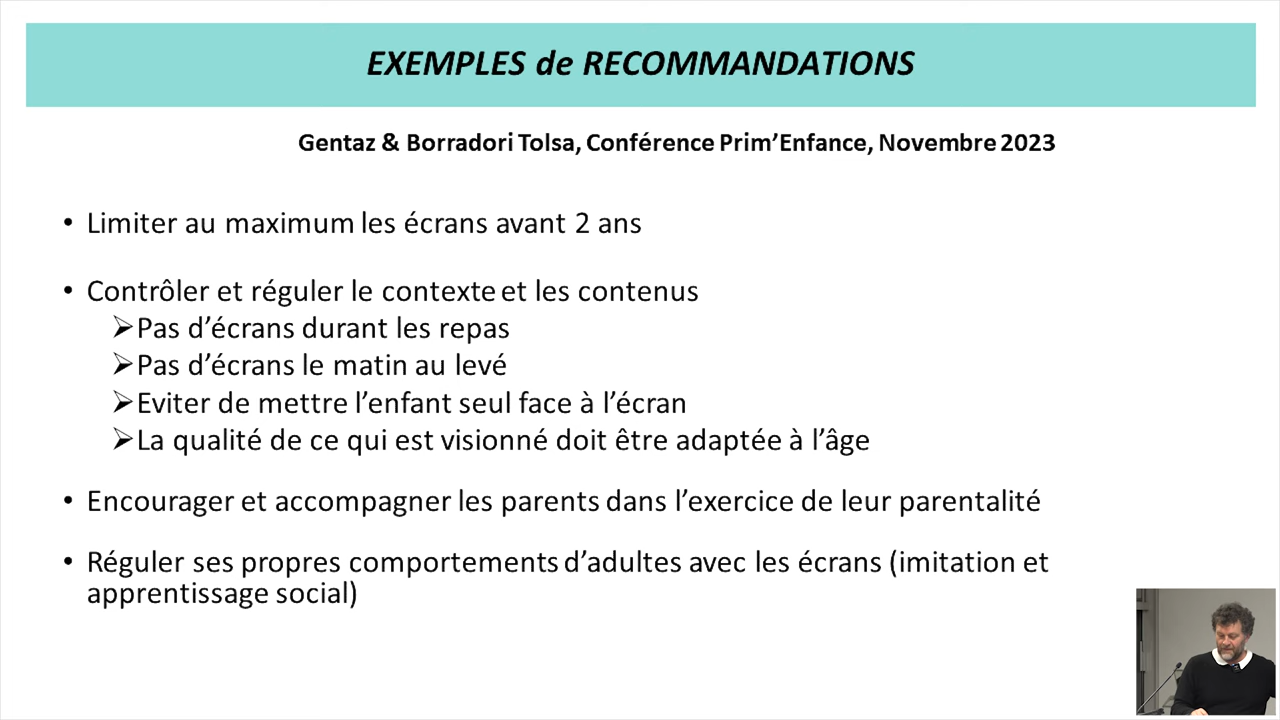 EXEMPLES de RECOMMANDATIONS
Gentaz & Borradori Tolsa, Conférence Prim’Enfance, Novembre 2023
• Limiter au maximum les écrans avant 2 ans
• Contrôler et réguler le contexte et les contenus
➢Pas d’écrans durant les repas
➢Pas d’écrans le matin au levé
➢Eviter de mettre l’enfant seul face à l’écran
➢La qualité de ce qui est visionné doit être adaptée à l’âge
• Encourager et accompagner les parents dans l’exercice de leur parentalité
• Réguler ses propres comportements d’adultes avec les écrans (imitation et
apprentissage social)